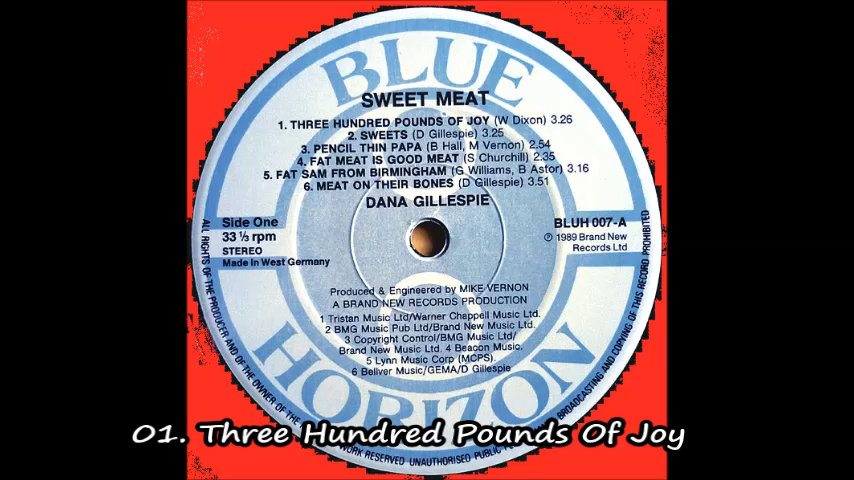 BLUE
SWEET MEAT
1. THREE HUNDRED POUNDS OF JOY (W Dixon) 3.26
2. SWEETS (D Gillespie) 3.25
3. PENCIL THIN PAPA (B Hall, M Vernon) 2.54
4. FAT MEAT IS GOOD MEAT (S Churchill) 2.35
5. FAT SAM FROM BIRMINGHAM (G Williams, B Astor) 3.16
6. MEAT ON THEIR BONES (D Gillespie) 3.51
DANA GILLESPIE
Side One
33 ⅓ rpm
STEREO
Made In West Germany
BLUH 007-A
℗ 1989 Brand New
Records Ltd
Produced & Engineered by MIKE VERNON
A BRAND NEW RECORDS PRODUCTION
1 Tristan Music Ltd/Warner Chappell Music Ltd.
2 BMG Music Pub Ltd/Brand New Music Ltd.
3 Copyright Control/BMG Music Ltd/
Brand New Music Ltd. 4 Beacon Music.
5 Lynn Music Corp (MCPS).
6 Beliver Music/GEMA/D Gillespie
HORIZON
ALL RIGHTS OF THE PRODUCER AND OF THE OWNER OF THE WORK RESERVED UNAUTHORISED PUBLIC BROADCASTING AND COPYING OF THIS RECORD PROHIBITED
01. Three Hundred Pounds Of Joy